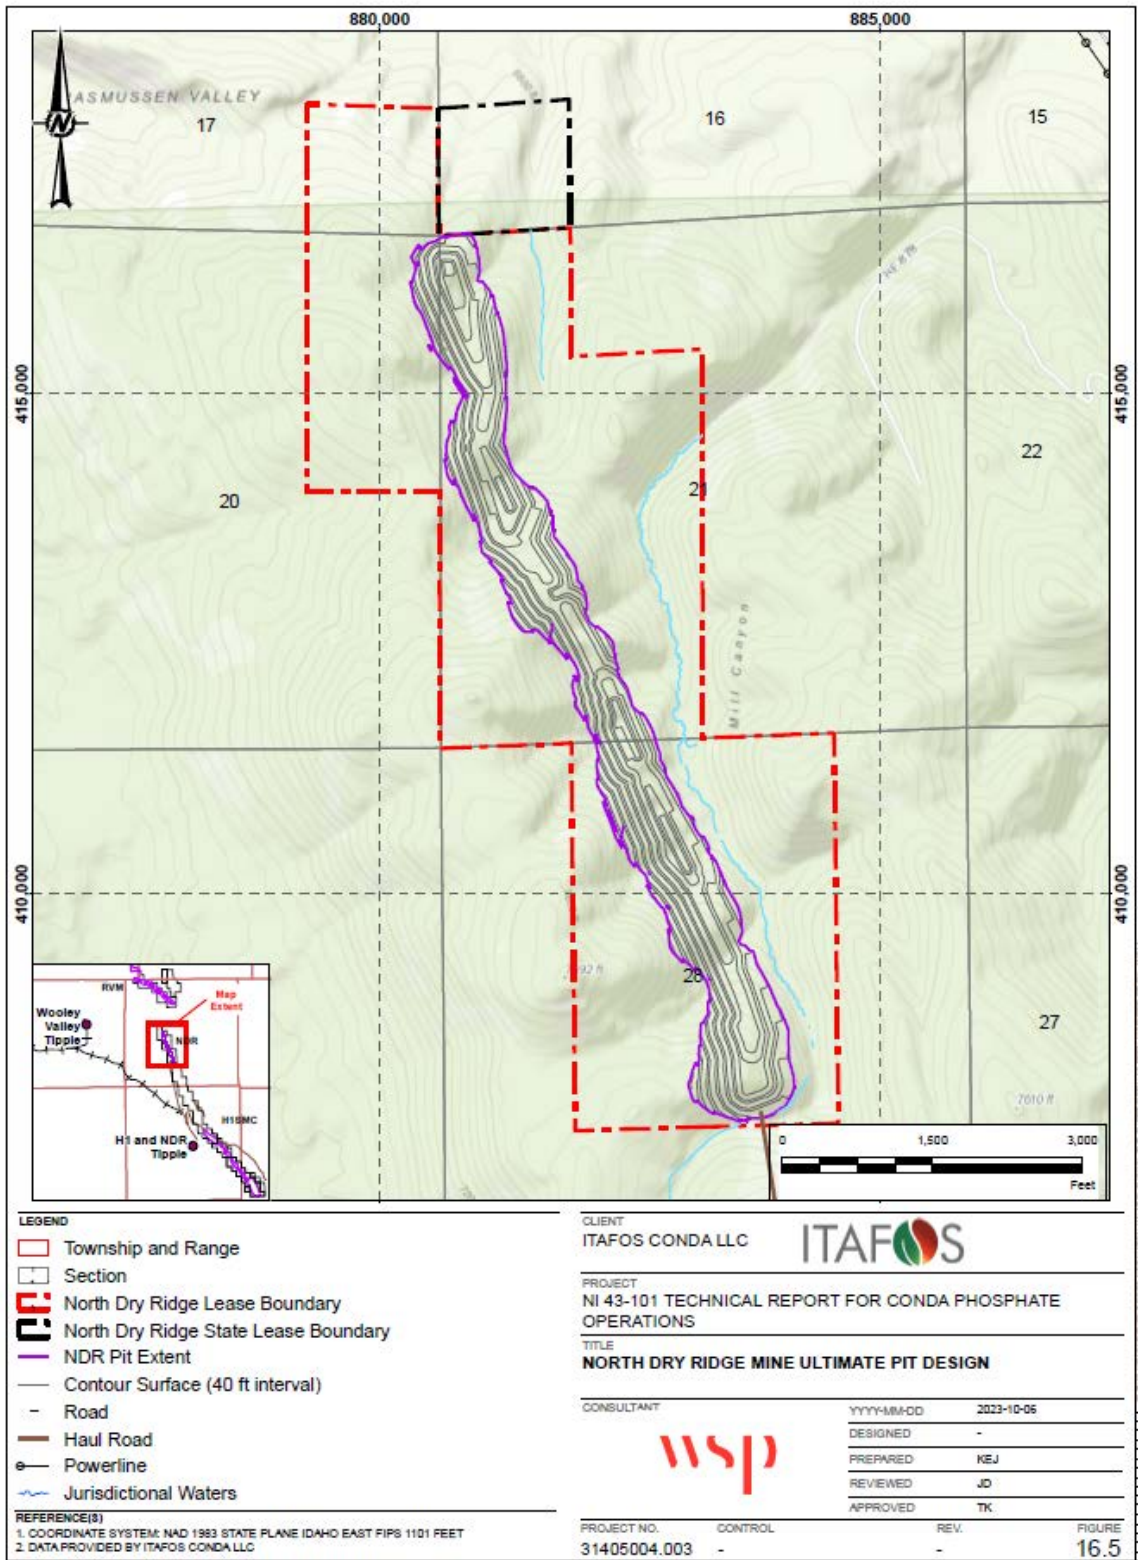 880,000
885,000
RASMUSSEN VALLEY
17
16
15
415,000
415,000
20
21
22
Mill Canyon
410,000
410,000
28
27
7610 ft
RVM
Map
Extent
Wooley
Valley
Tipple
NDR
H1SMC
H1 and NDR
Tipple
N
0
1,500
3,000
Feet
LEGEND
Township and Range
Section
North Dry Ridge Lease Boundary
North Dry Ridge State Lease Boundary
NDR Pit Extent
Contour Surface (40 ft interval)
Road
Haul Road
Powerline
Jurisdictional Waters
REFERENCE(S)
1. COORDINATE SYSTEM: NAD 1983 STATE PLANE IDAHO EAST FIPS 1101 FEET
2. DATA PROVIDED BY ITAFOS CONDA LLC
CLIENT
ITAFOS CONDA LLC
ITAFOS
PROJECT
NI 43-101 TECHNICAL REPORT FOR CONDA PHOSPHATE
OPERATIONS
TITLE
NORTH DRY RIDGE MINE ULTIMATE PIT DESIGN
CONSULTANT
wsp
YYYY-MM-DD 2023-10-06
DESIGNED -
PREPARED KEJ
REVIEWED JD
APPROVED TK
PROJECT NO. CONTROL REV. FIGURE
31405004.003 - - 16.5